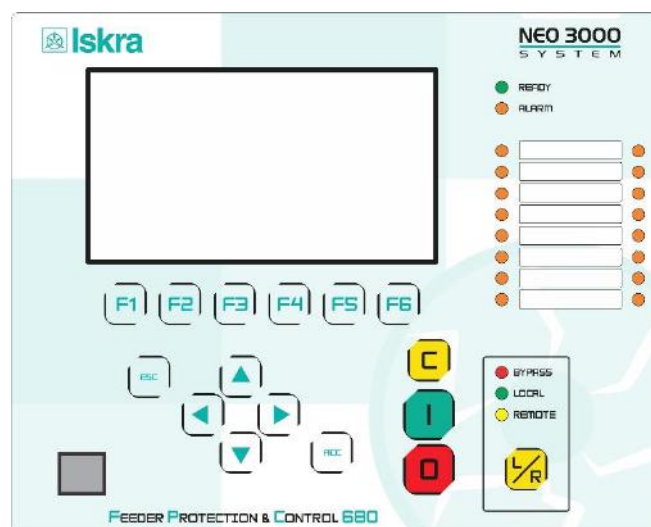 Iskra
NEO 3000
SYSTEM
READY
ALARM
F1 F2 F3 F4 F5 F6
ESC
C
I
BYPASS
LOCAL
REMOTE
ACC
O
L/R
FEEDER PROTECTION & CONTROL 680